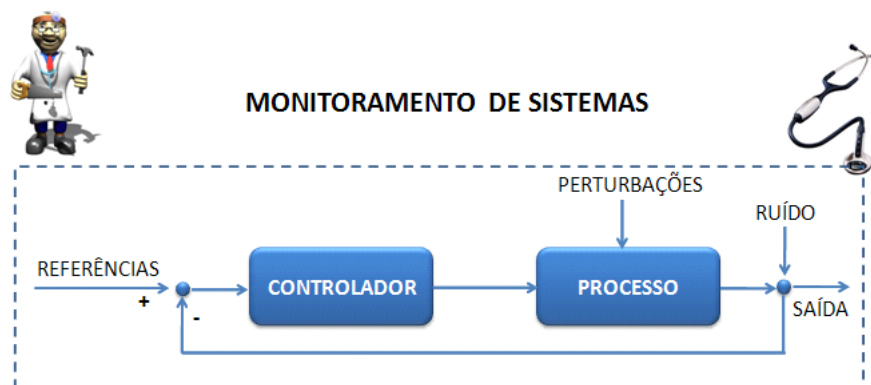 MONITORAMENTO DE SISTEMAS
PERTURBAÇÕES
RUÍDO
REFERÊNCIAS
+
-
CONTROLADOR
PROCESSO
SAÍDA